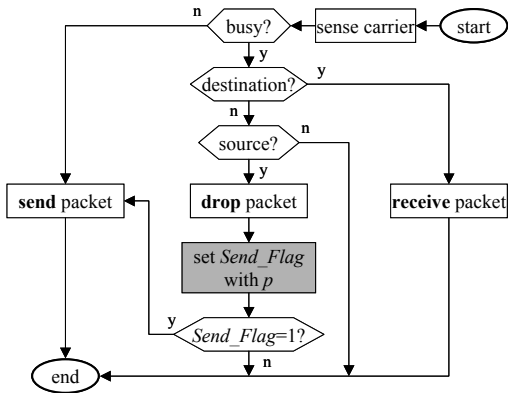 n
busy?
sense carrier
start
y
destination?
y
n
source?
n
y
send packet
drop packet
receive packet
set Send_Flag
with p
y
Send_Flag=1?
n
end